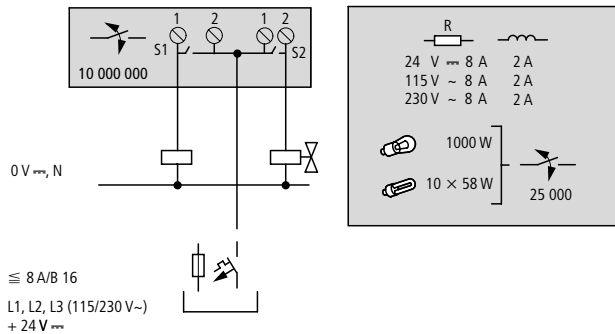 1 2 1 2
S1 S2
10 000 000
0 V ⎓, N
≦ 8 A/B 16
L1, L2, L3 (115/230 V~)
+ 24 V ⎓
R
24 V ⎓ 8 A 2 A
115 V ~ 8 A 2 A
230 V ~ 8 A 2 A
1000 W
10 × 58 W
25 000